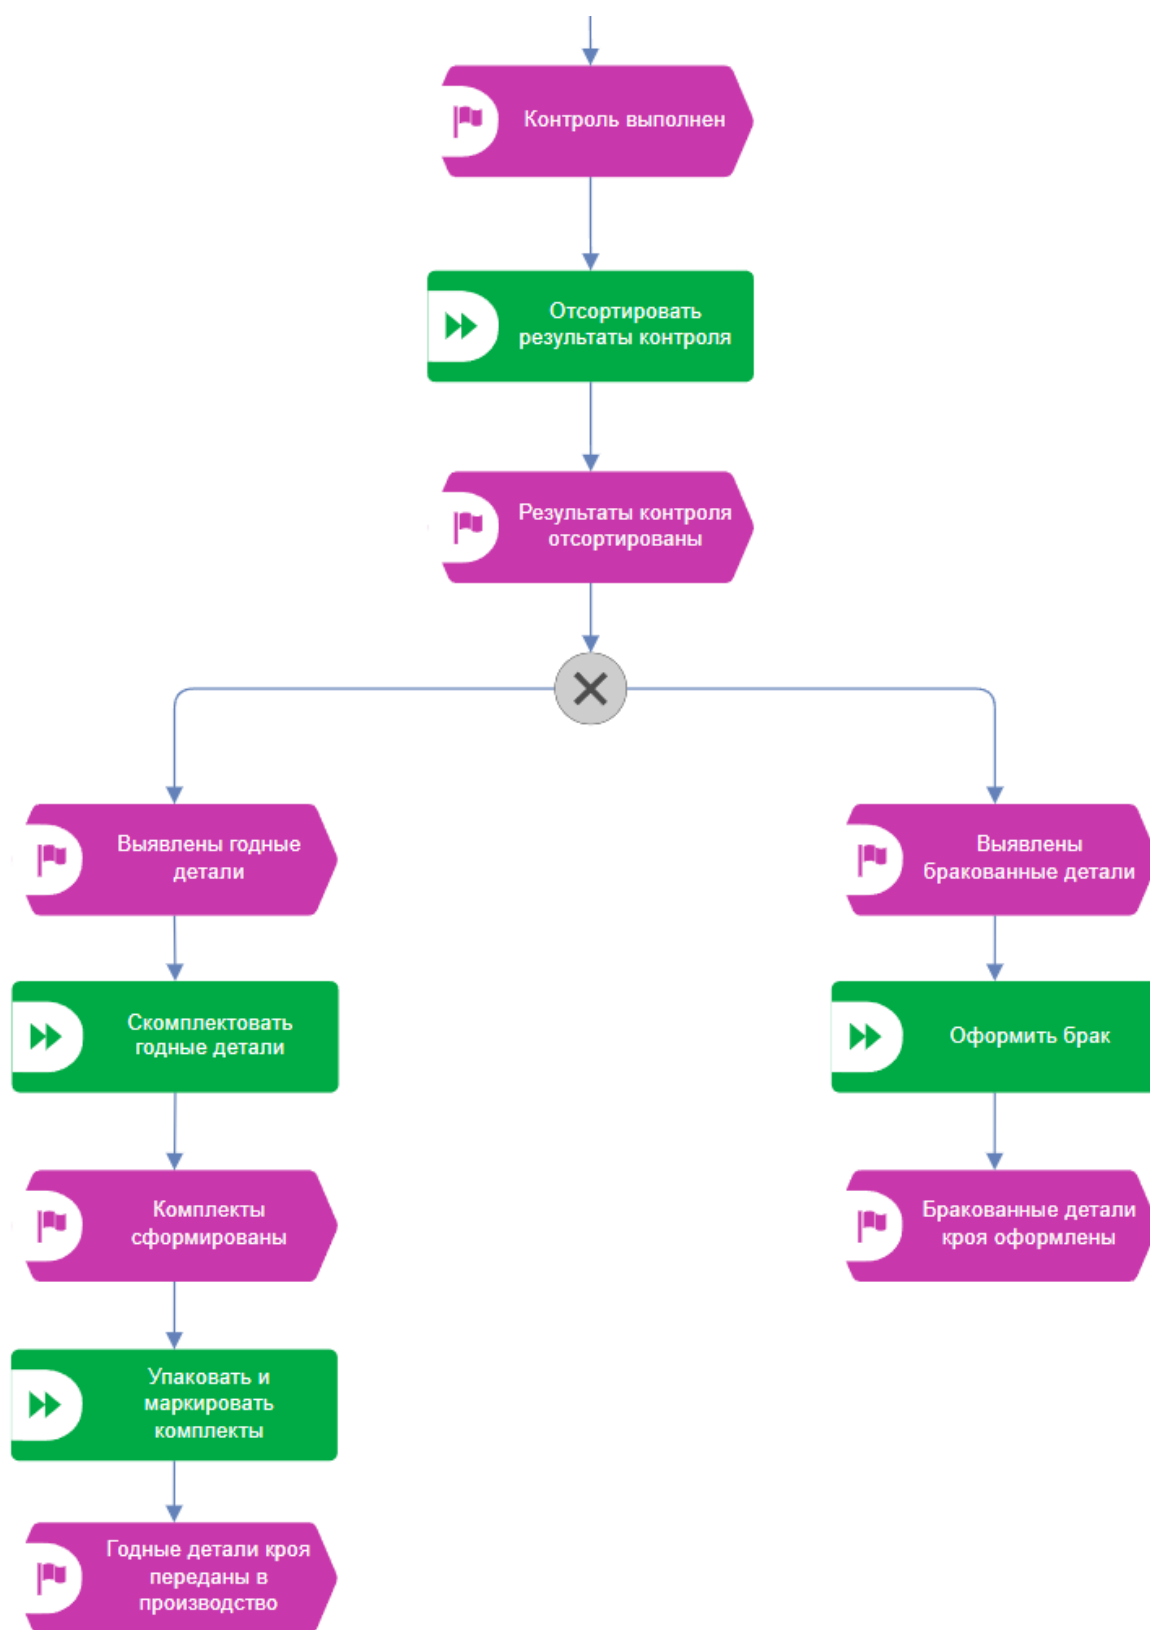 Контроль выполнен
Отсортировать
результаты контроля
Результаты контроля
отсортированы
Выявлены годные
детали
Выявлены
бракованные детали
Скомплектовать
годные детали
Оформить брак
Комплекты
сформированы
Бракованные детали
кроя оформлены
Упаковать и
маркировать
комплекты
Годные детали кроя
переданы в
производство